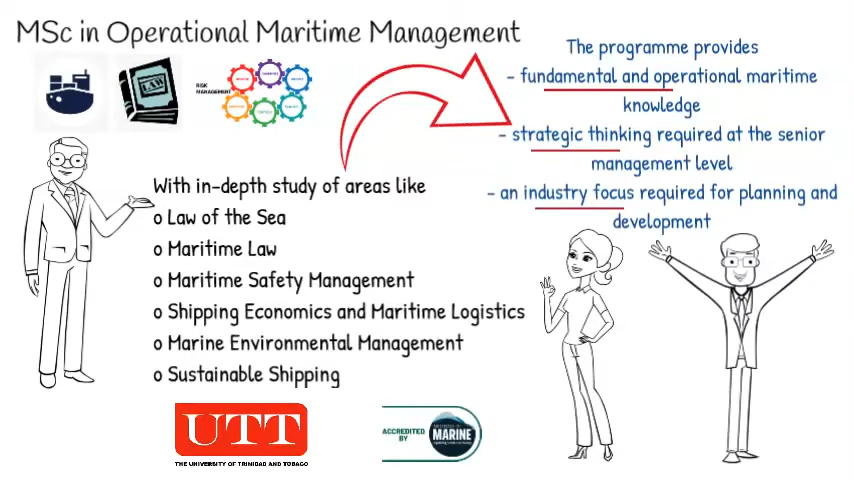 MSc in Operational Maritime Management
LAW
RISK
MANAGEMENT
With in-depth study of areas like
o Law of the Sea
o Maritime Law
o Maritime Safety Management
o Shipping Economics and Maritime Logistics
o Marine Environmental Management
o Sustainable Shipping
The programme provides
- fundamental and operational maritime
knowledge
- strategic thinking required at the senior
management level
- an industry focus required for planning and
development
UTT
THE UNIVERSITY OF TRINIDAD AND TOBAGO
ACCREDITED
BY
MARINE